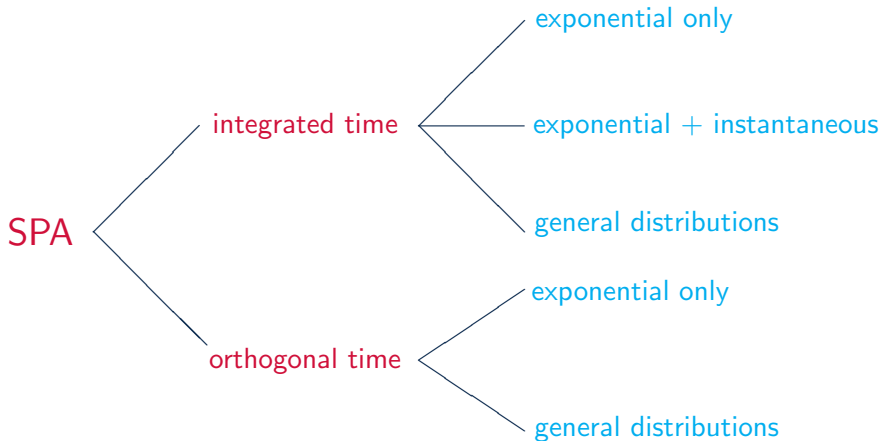 exponential only
integrated time
exponential + instantaneous
general distributions
SPA
exponential only
orthogonal time
general distributions